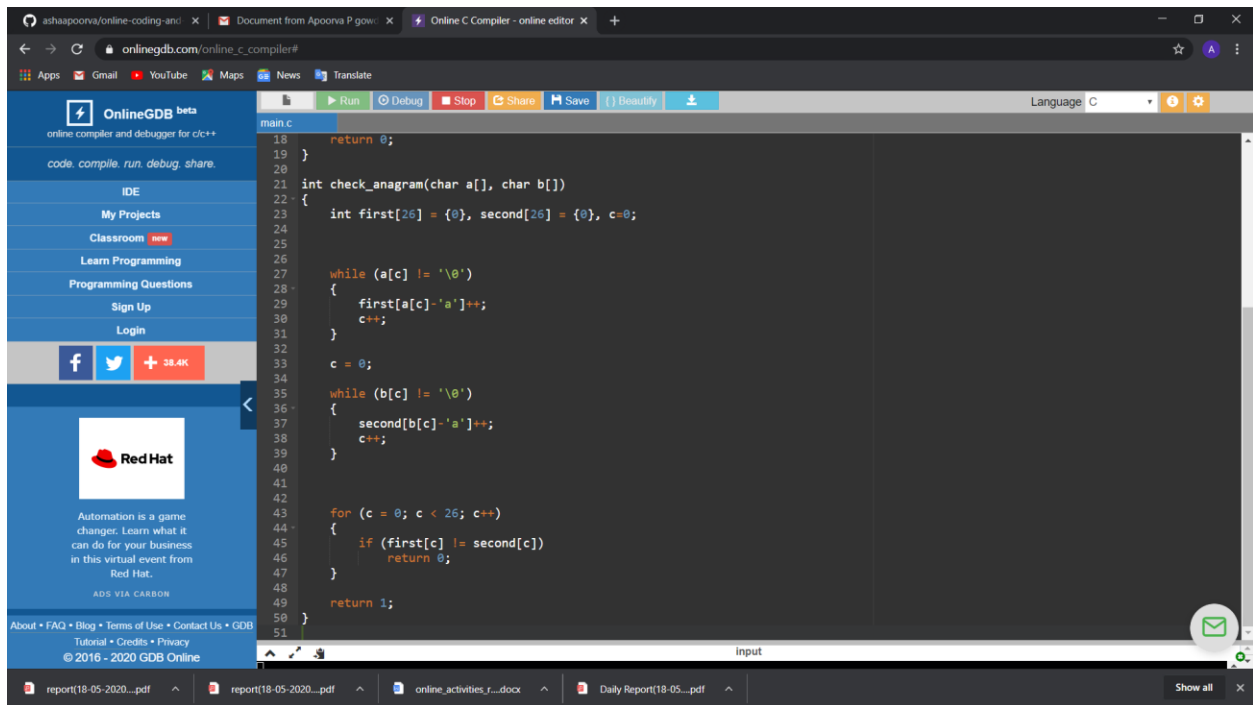 ashaapoorva/online-coding-and
Document from Apoorva P gow
Online C Compiler - online editor
onlinegdb.com/online_c_compiler#
A
Apps Gmail YouTube Maps News Translate
OnlineGDB beta
online compiler and debugger for c/c++
code. compile. run. debug. share.
IDE
My Projects
Classroom new
Learn Programming
Programming Questions
Sign Up
Login
38.4K
Red Hat
Automation is a game
changer. Learn what it
can do for your business
in this virtual event from
Red Hat.
ADS VIA CARBON
About • FAQ • Blog • Terms of Use • Contact Us • GDB
Tutorial • Credits • Privacy
© 2016 - 2020 GDB Online
Run Debug Stop Share Save { } Beautify
Language C
main.c
18 return 0;
19 }
20
21 int check_anagram(char a[], char b[])
22 {
23 int first[26] = {0}, second[26] = {0}, c=0;
24
25
26
27 while (a[c] != '\0')
28 {
29 first[a[c]-'a']++;
30 c++;
31 }
32
33 c = 0;
34
35 while (b[c] != '\0')
36 {
37 second[b[c]-'a']++;
38 c++;
39 }
40
41
42
43 for (c = 0; c < 26; c++)
44 {
45 if (first[c] != second[c])
46 return 0;
47 }
48
49 return 1;
50 }
51
input
report(18-05-2020....pdf
report(18-05-2020....pdf
online_activities_r....docx
Daily Report(18-05....pdf
Show all